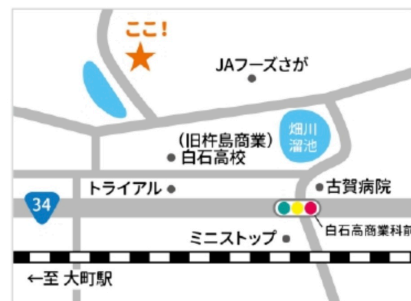 ここ！
JAフーズさが
畑川
溜池
（旧杵島商業）
白石高校
トライアル
古賀病院
34
白石高商業科前
ミニストップ
←至 大町駅